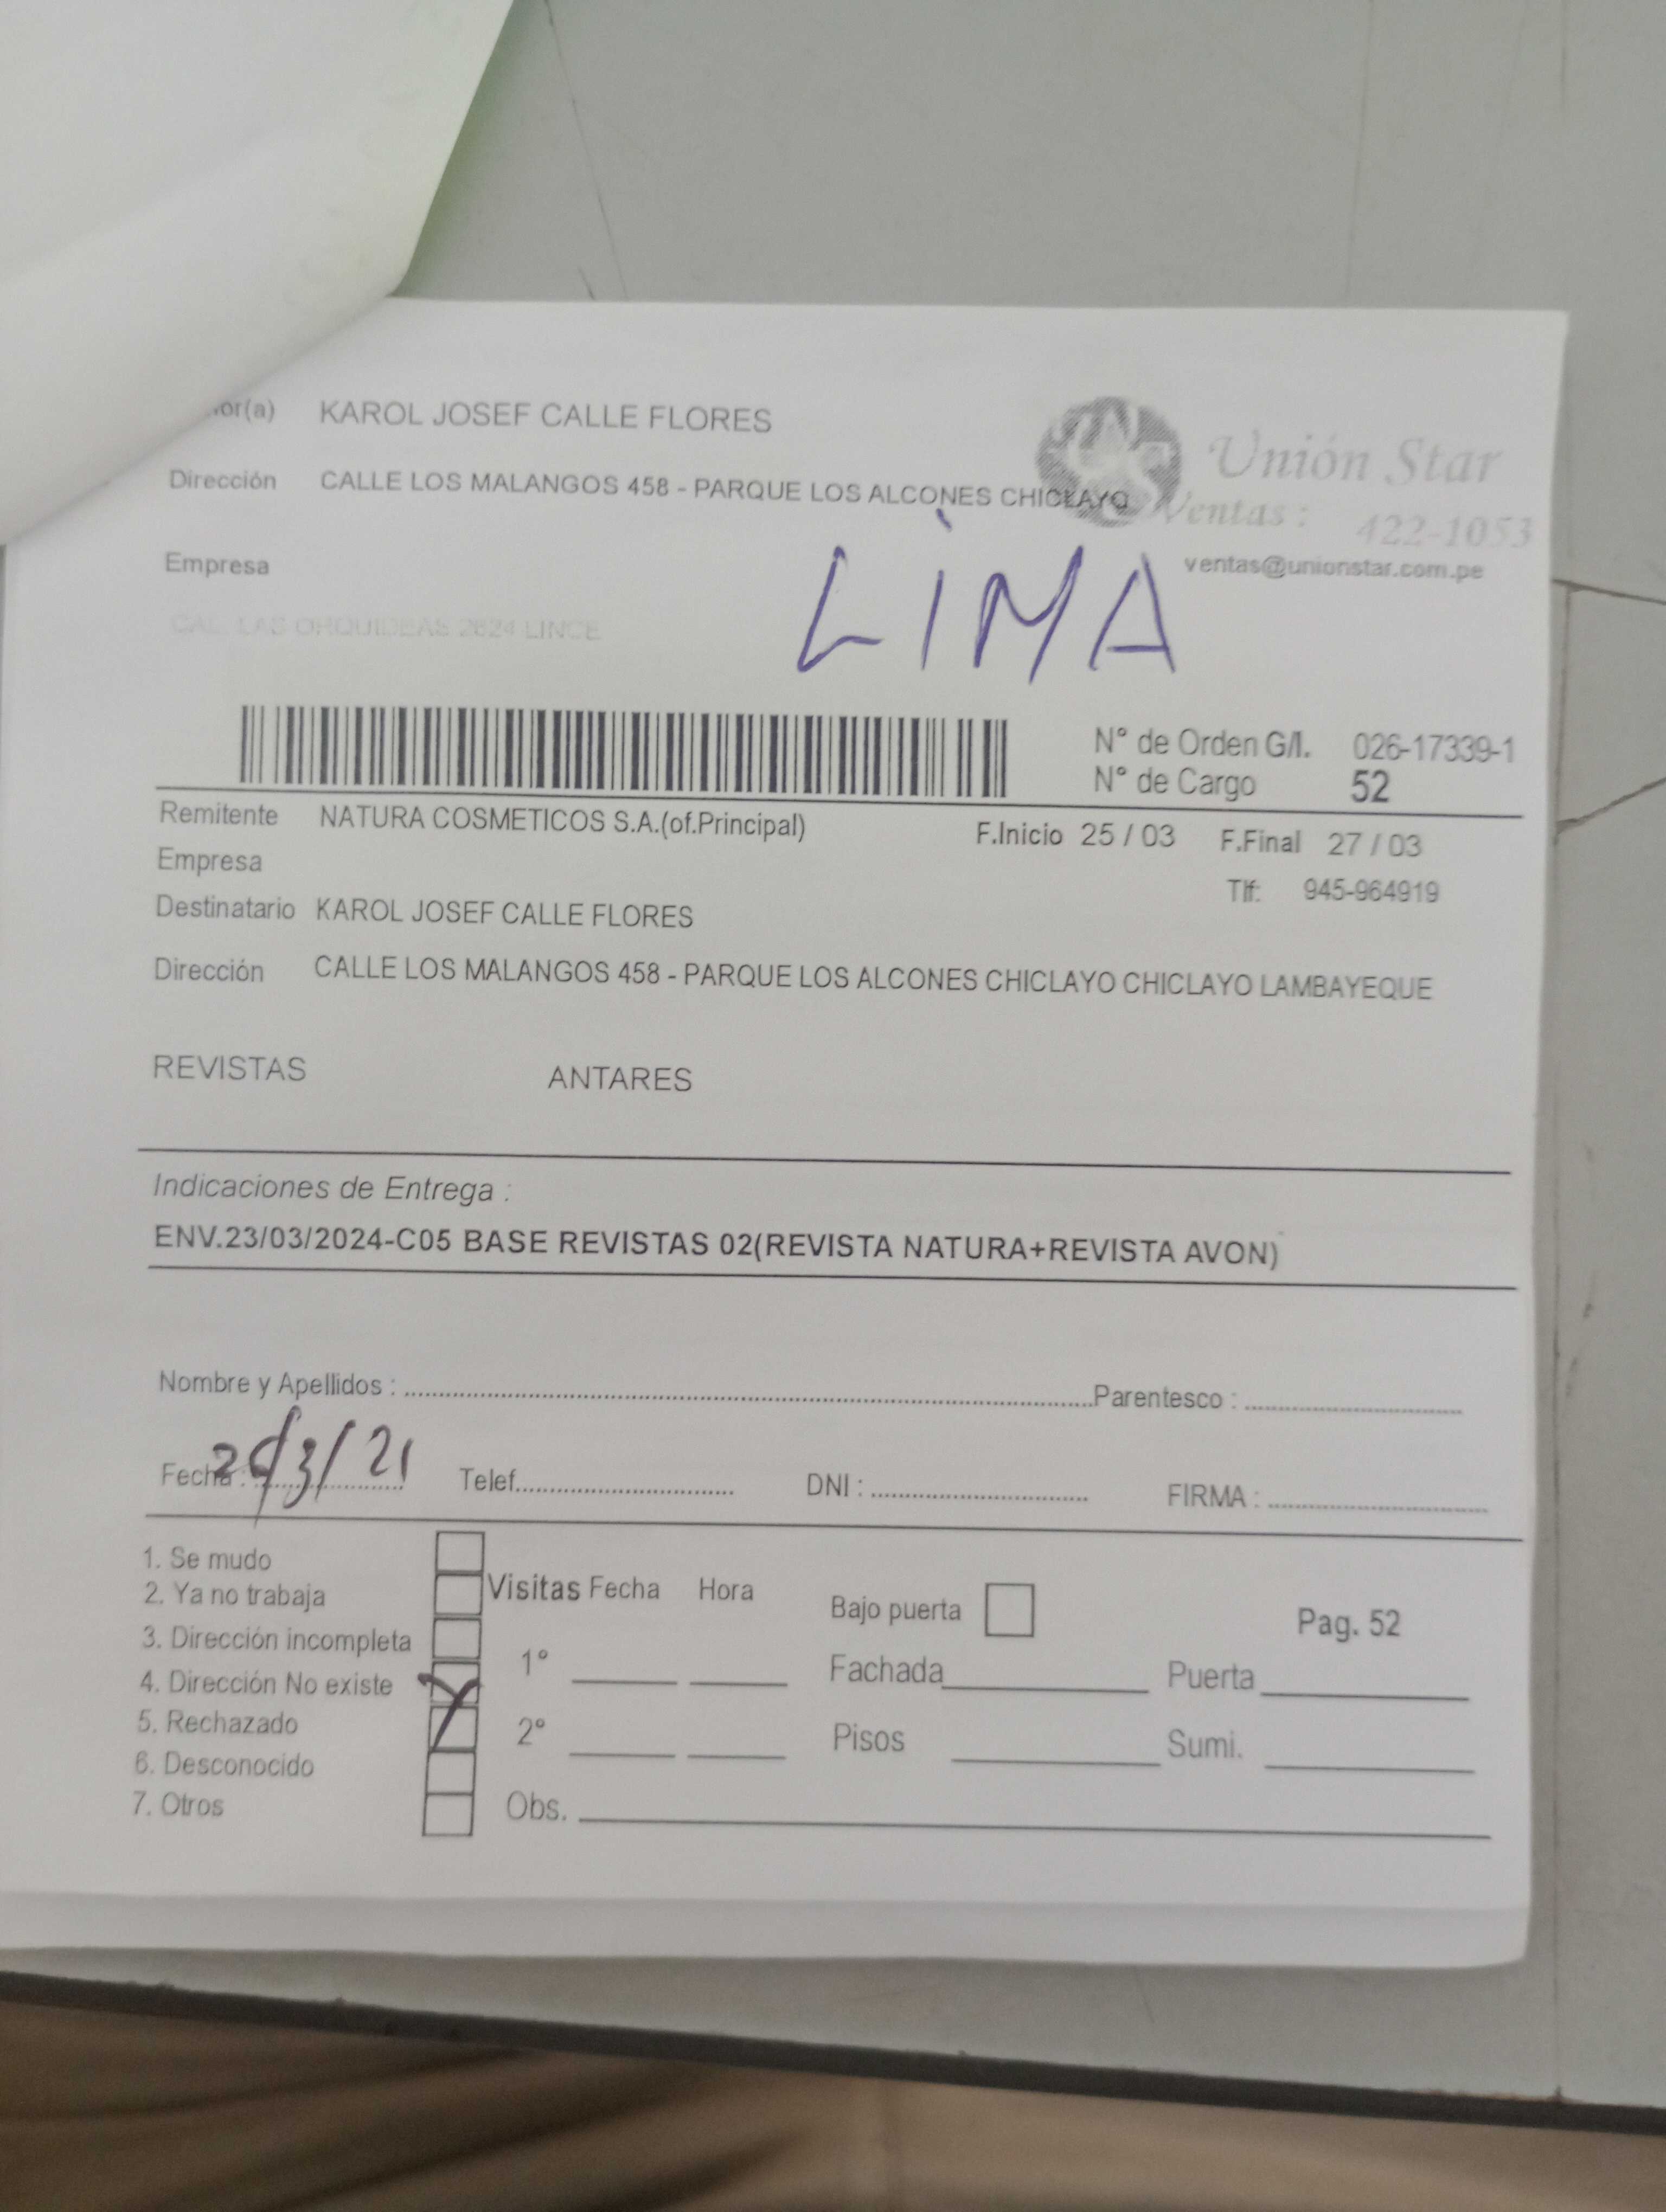 or(a) KAROL JOSEF CALLE FLORES
Unión Star
Dirección CALLE LOS MALANGOS 458 - PARQUE LOS ALCONES CHICLAYO
Ventas : 422-1053
Empresa
ventas@unionstar.com.pe
LIMA
CAL. LAS ORQUIDEAS 2624 LINCE
N° de Orden G/I. 026-17339-1
N° de Cargo 52
Remitente NATURA COSMETICOS S.A.(of.Principal) F.Inicio 25 / 03 F.Final 27 / 03
Empresa
Tlf: 945-964919
Destinatario KAROL JOSEF CALLE FLORES
Dirección CALLE LOS MALANGOS 458 - PARQUE LOS ALCONES CHICLAYO CHICLAYO LAMBAYEQUE
REVISTAS ANTARES
Indicaciones de Entrega :
ENV.23/03/2024-C05 BASE REVISTAS 02(REVISTA NATURA+REVISTA AVON)
Nombre y Apellidos : Parentesco :
Fecha : Telef. DNI : FIRMA :
1. Se mudo
2. Ya no trabaja
Visitas Fecha Hora
Bajo puerta
Pag. 52
3. Dirección incompleta
4. Dirección No existe
1° Fachada Puerta
5. Rechazado
2° Pisos Sumi.
6. Desconocido
7. Otros
Obs.